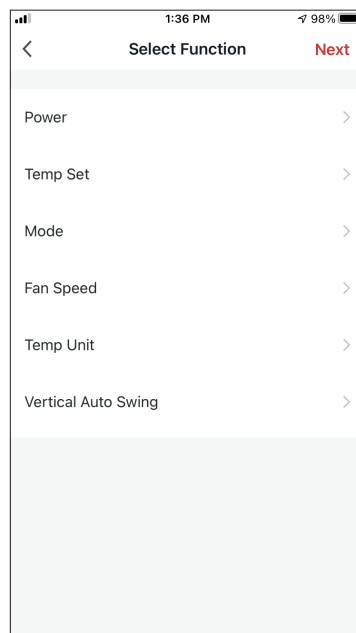 1:36 PM 98%
Select Function Next
Power
Temp Set
Mode
Fan Speed
Temp Unit
Vertical Auto Swing